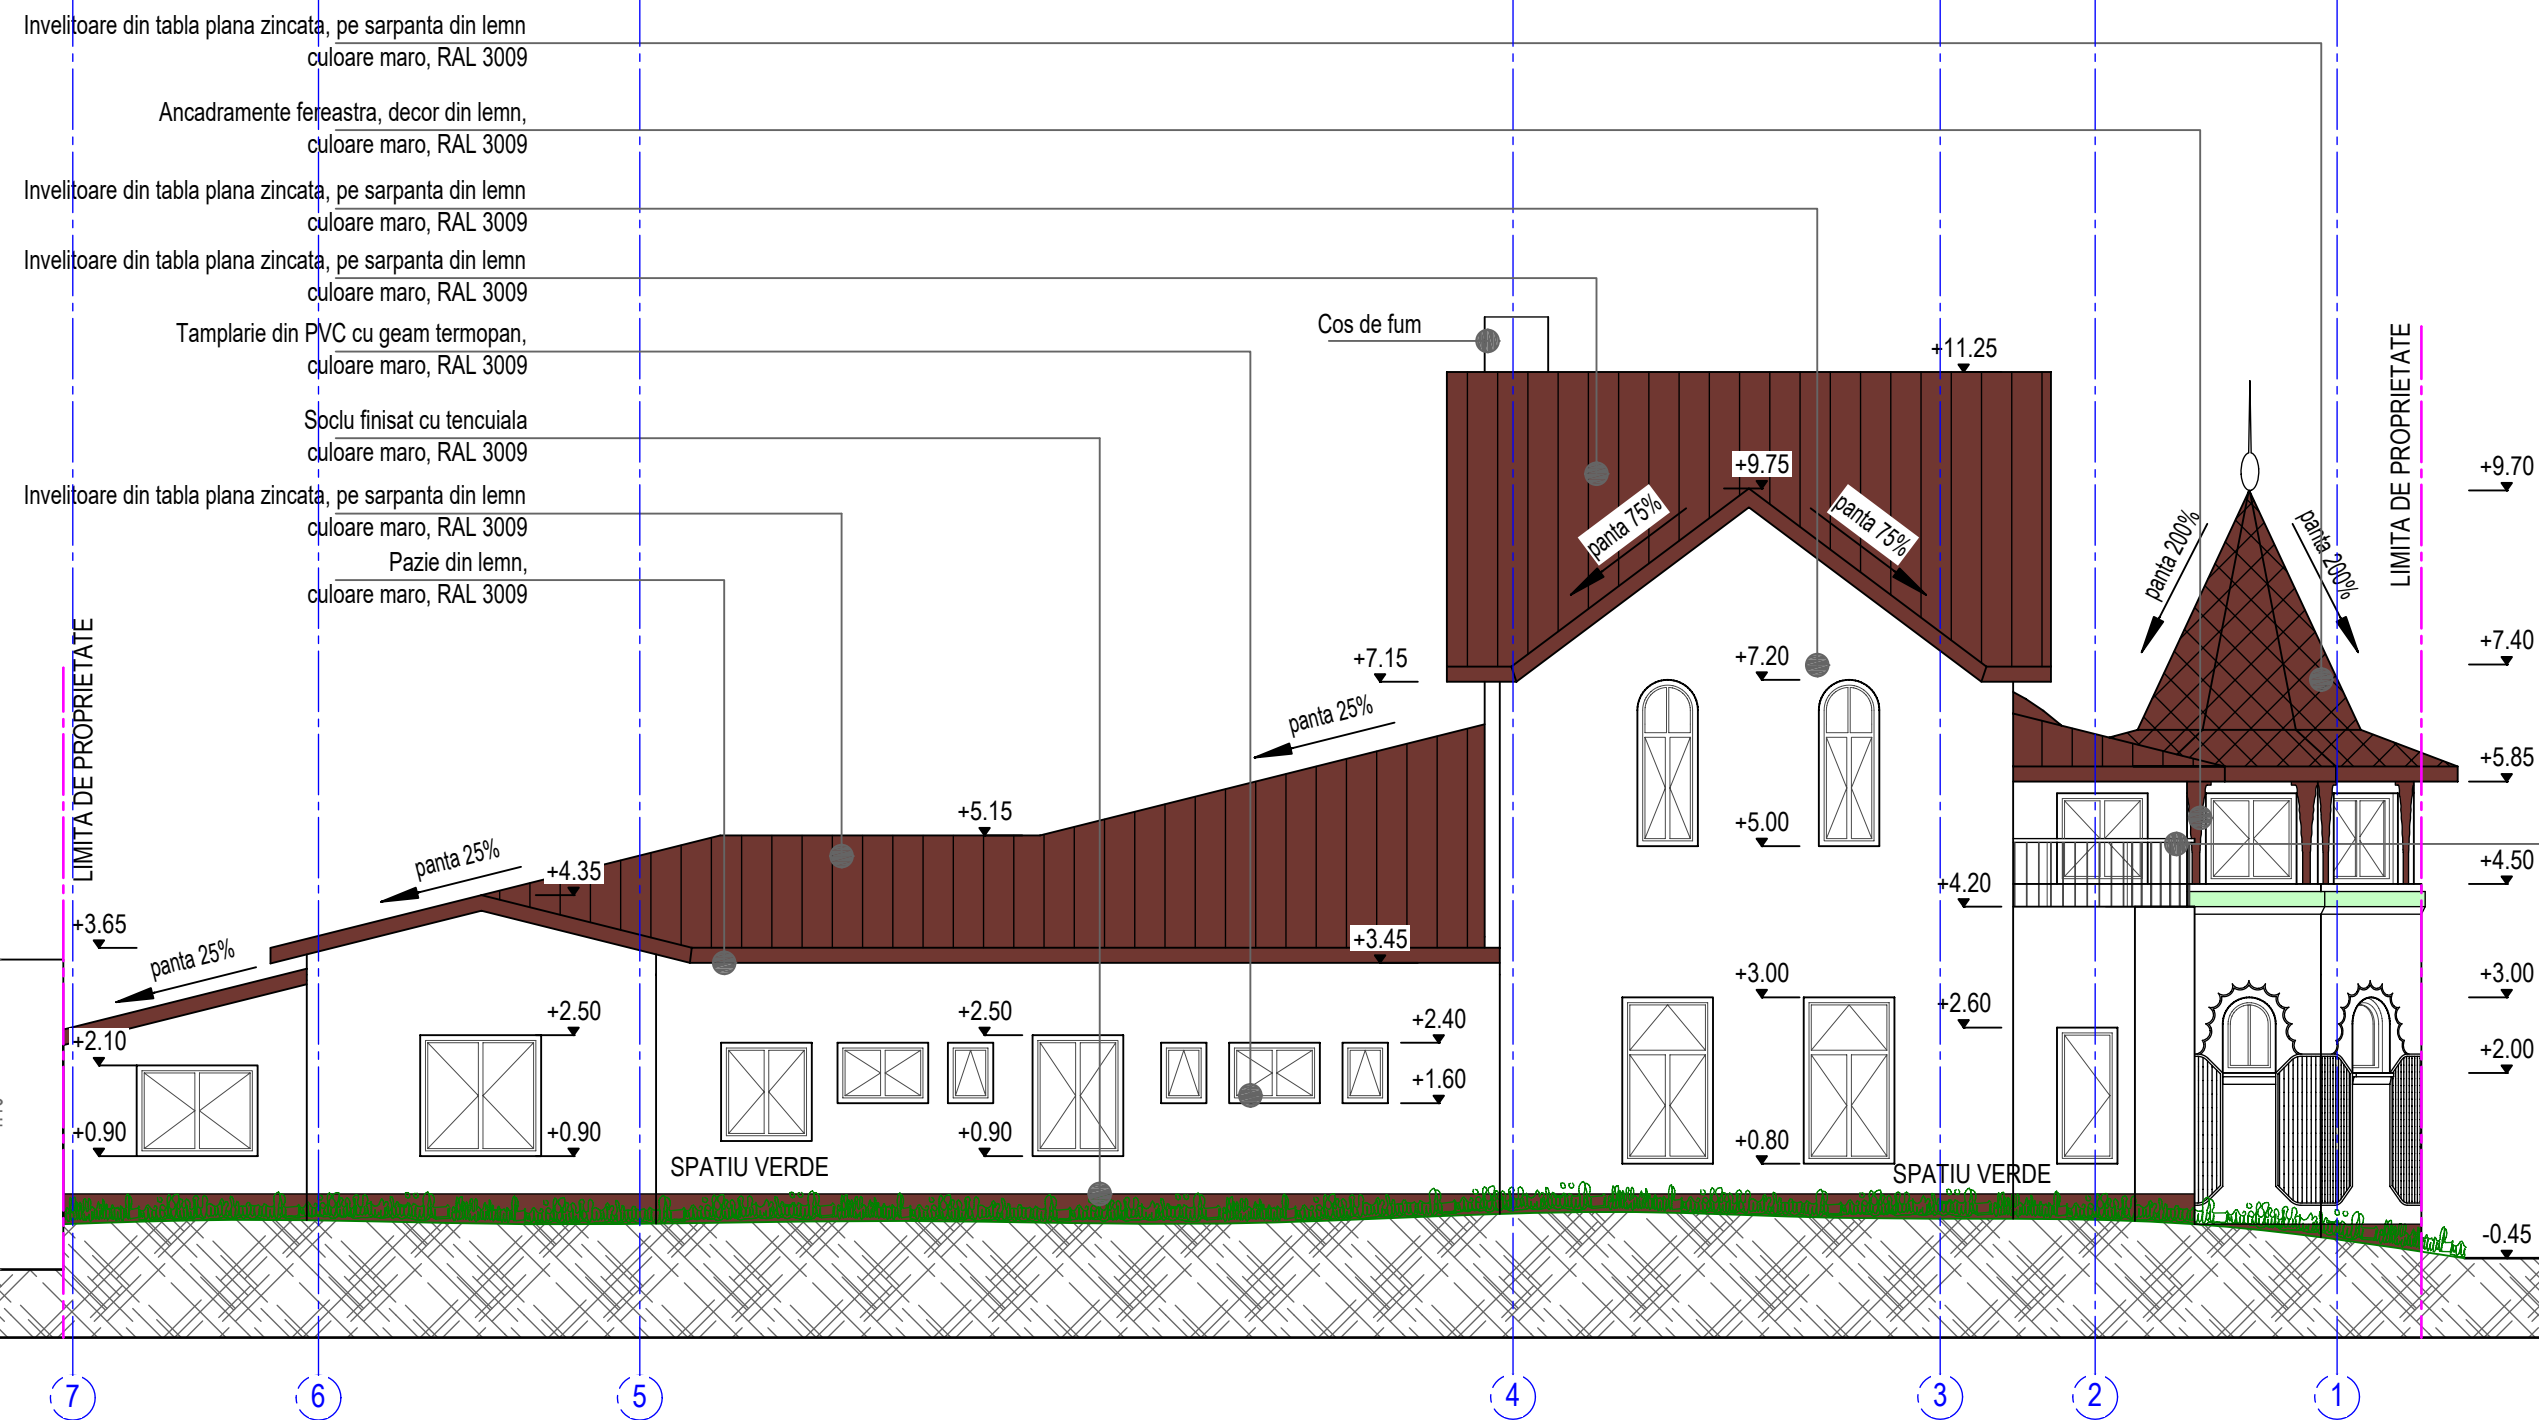 Invelitoare din tabla plana zincata, pe sarpanta din lemn
culoare maro, RAL 3009
Ancadramente fereastra, decor din lemn,
culoare maro, RAL 3009
Invelitoare din tabla plana zincata, pe sarpanta din lemn
culoare maro, RAL 3009
Invelitoare din tabla plana zincata, pe sarpanta din lemn
culoare maro, RAL 3009
Tamplarie din PVC cu geam termopan,
culoare maro, RAL 3009
Soclu finisat cu tencuiala
culoare maro, RAL 3009
Invelitoare din tabla plana zincata, pe sarpanta din lemn
culoare maro, RAL 3009
Pazie din lemn,
culoare maro, RAL 3009
Cos de fum
+11.25
LIMITA DE PROPRIETATE
+9.75
+9.70
panta 75%
panta 75%
panta 200%
panta 200%
LIMITA DE PROPRIETATE
+7.15
+7.20
+7.40
panta 25%
+5.15
+5.00
+5.85
panta 25%
+4.35
+4.20
+4.50
+3.65
panta 25%
+3.45
+3.00
+3.00
+2.50
+2.50
+2.40
+2.60
+2.10
+2.00
+1.60
+0.90
+0.90
+0.90
+0.80
SPATIU VERDE
SPATIU VERDE
-0.45
7
6
5
4
3
2
1